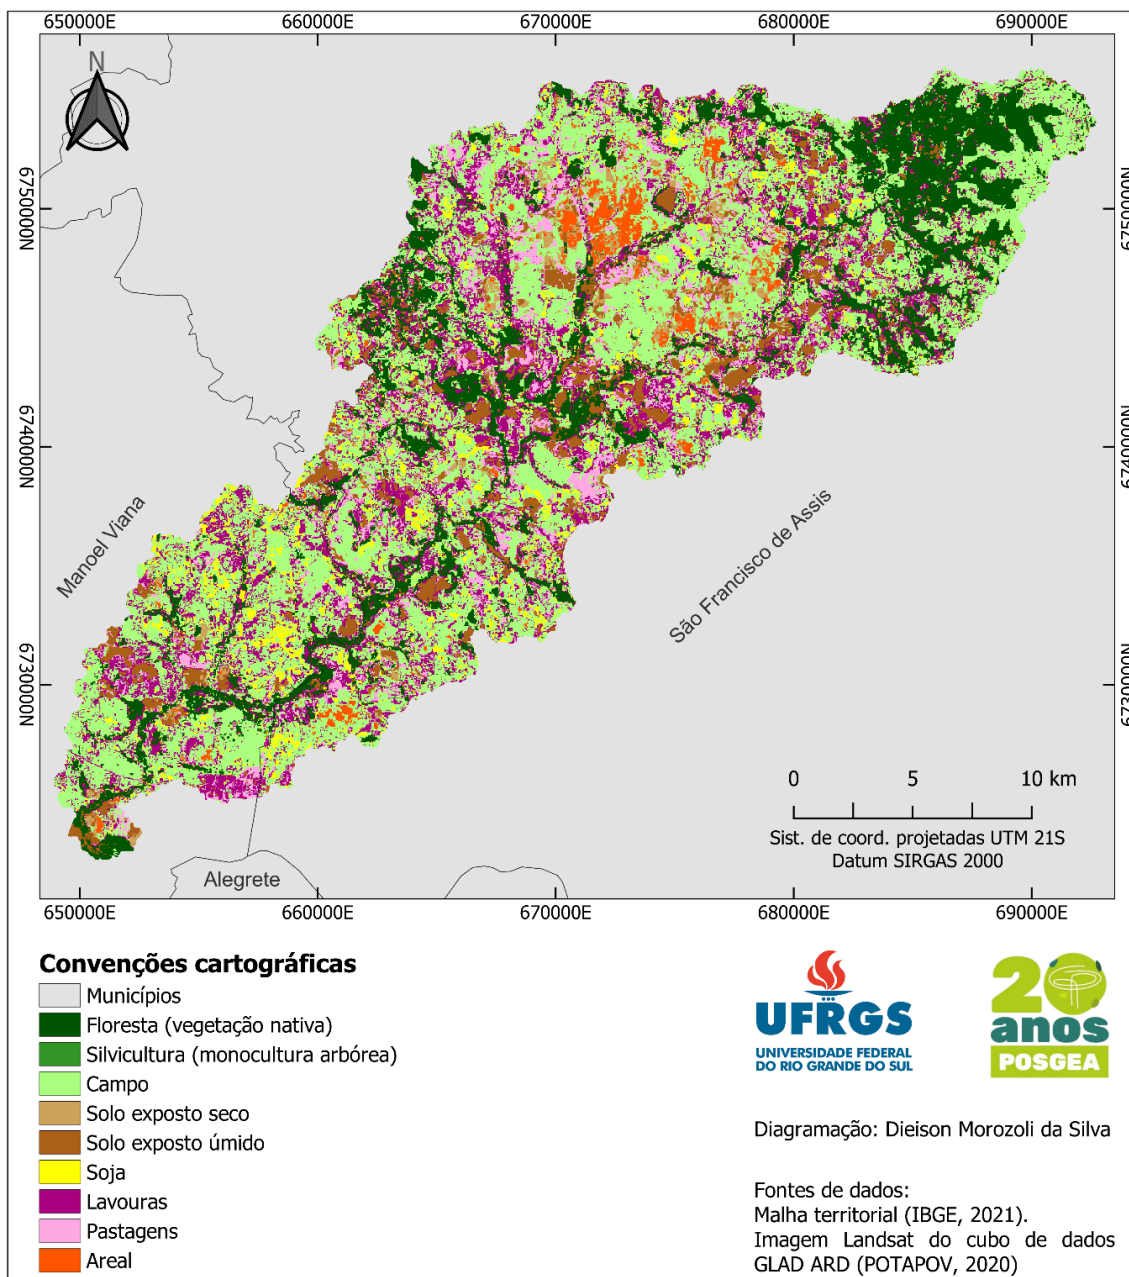 650000E 660000E 670000E 680000E 690000E
N
6750000N 6750000N
6740000N 6740000N
Manoel Viana
São Francisco de Assis
6730000N 6730000N
0 5 10 km
Sist. de coord. projetadas UTM 21S
Datum SIRGAS 2000
Alegrete
650000E 660000E 670000E 680000E 690000E
Convenções cartográficas
Municípios
Floresta (vegetação nativa)
Silvicultura (monocultura arbórea)
Campo
Solo exposto seco
Solo exposto úmido
Soja
Lavouras
Pastagens
Areal
UFRGS
UNIVERSIDADE FEDERAL
DO RIO GRANDE DO SUL
20
anos
POSGEA
Diagramação: Dieison Morozoli da Silva
Fontes de dados:
Malha territorial (IBGE, 2021).
Imagem Landsat do cubo de dados
GLAD ARD (POTAPOV, 2020)